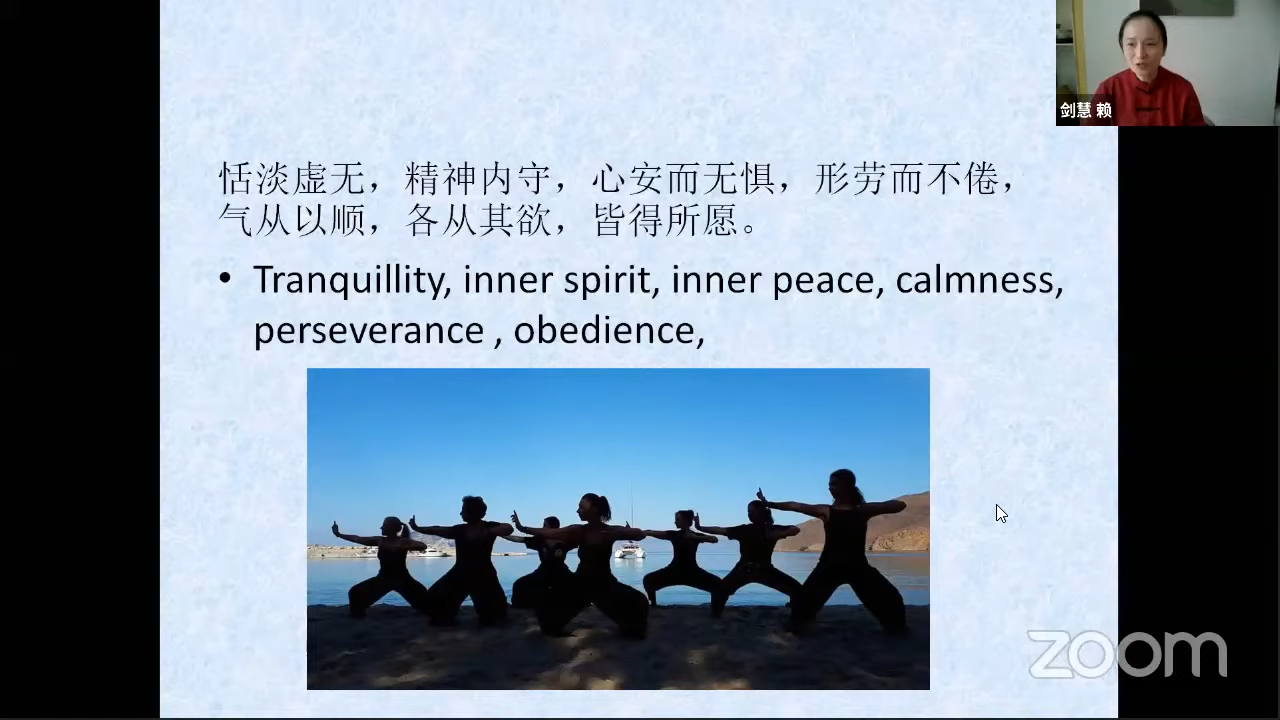 剑慧 赖
恬淡虚无，精神内守，心安而无惧，形劳而不倦，
气从以顺，各从其欲，皆得所愿。
• Tranquillity, inner spirit, inner peace, calmness,
perseverance , obedience,
zoom